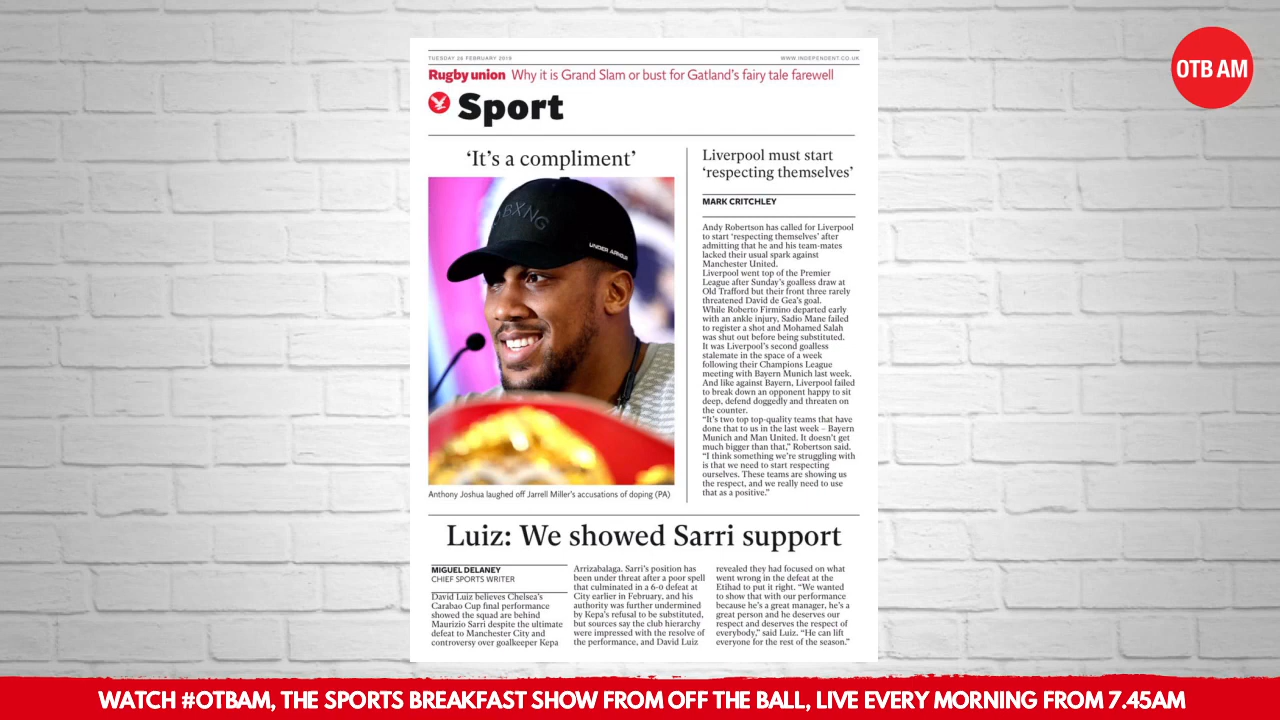 OTB AM
TUESDAY 26 FEBRUARY 2019
WWW.INDEPENDENT.CO.UK
Rugby union Why it is Grand Slam or bust for Gatland's fairy tale farewell
Sport
'It's a compliment'
BXNG
UNDER ARMOUR
Anthony Joshua laughed off Jarrell Miller's accusations of doping (PA)
Liverpool must start
'respecting themselves'
MARK CRITCHLEY
Andy Robertson has called for Liverpool
to start 'respecting themselves' after
admitting that he and his team-mates
lacked their usual spark against
Manchester United.
Liverpool went top of the Premier
League after Sunday's goalless draw at
Old Trafford but their front three rarely
threatened David de Gea's goal.
While Roberto Firmino departed early
with an ankle injury, Sadio Mane failed
to register a shot and Mohamed Salah
was shut out before being substituted.
It was Liverpool's second goalless
stalemate in the space of a week
following their Champions League
meeting with Bayern Munich last week.
And like against Bayern, Liverpool failed
to break down an opponent happy to sit
deep, defend doggedly and threaten on
the counter.
"It's two top top-quality teams that have
done that to us in the last week – Bayern
Munich and Man United. It doesn't get
much bigger than that," Robertson said.
"I think something we're struggling with
is that we need to start respecting
ourselves. These teams are showing us
the respect, and we really need to use
that as a positive."
Luiz: We showed Sarri support
MIGUEL DELANEY
CHIEF SPORTS WRITER
David Luiz believes Chelsea's
Carabao Cup final performance
showed the squad are behind
Maurizio Sarri despite the ultimate
defeat to Manchester City and
controversy over goalkeeper Kepa
Arrizabalaga. Sarri's position has
been under threat after a poor spell
that culminated in a 6-0 defeat at
City earlier in February, and his
authority was further undermined
by Kepa's refusal to be substituted,
but sources say the club hierarchy
were impressed with the resolve of
the performance, and David Luiz
revealed they had focused on what
went wrong in the defeat at the
Etihad to put it right. "We wanted
to show that with our performance
because he's a great manager, he's a
great person and he deserves our
respect and deserves the respect of
everybody," said Luiz. "He can lift
everyone for the rest of the season."
WATCH #OTBAM, THE SPORTS BREAKFAST SHOW FROM OFF THE BALL, LIVE EVERY MORNING FROM 7.45AM